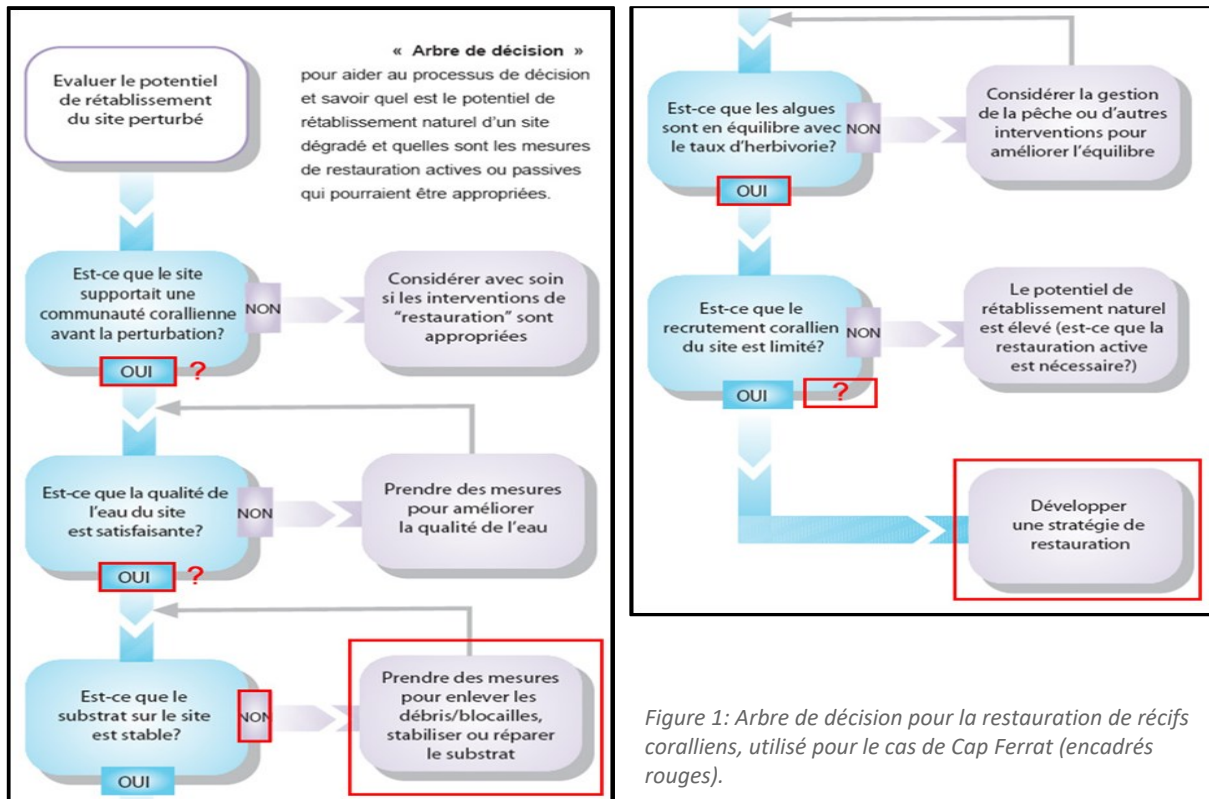 Evaluer le potentiel
de rétablissement
du site perturbé
« Arbre de décision »
pour aider au processus de décision
et savoir quel est le potentiel de
rétablissement naturel d'un site
dégradé et quelles sont les mesures
de restauration actives ou passives
qui pourraient être appropriées.
Est-ce que le site
supportait une
communauté corallienne
avant la perturbation?
NON
Considérer avec soin
si les interventions de
"restauration" sont
appropriées
OUI ?
Est-ce que la qualité de
l'eau du site
est satisfaisante?
NON
Prendre des mesures
pour améliorer
la qualité de l'eau
OUI ?
Est-ce que le
substrat sur le site
est stable?
NON
Prendre des mesures
pour enlever les
débris/blocailles,
stabiliser ou réparer
le substrat
OUI
Est-ce que les algues
sont en équilibre avec
le taux d'herbivorie?
NON
Considérer la gestion
de la pêche ou d'autres
interventions pour
améliorer l'équilibre
OUI
Est-ce que le
recrutement corallien
du site est limité?
NON
Le potentiel de
rétablissement naturel
est élevé (est-ce que la
restauration active
est nécessaire?)
OUI ?
Développer
une stratégie de
restauration
Figure 1: Arbre de décision pour la restauration de récifs
coralliens, utilisé pour le cas de Cap Ferrat (encadrés
rouges).